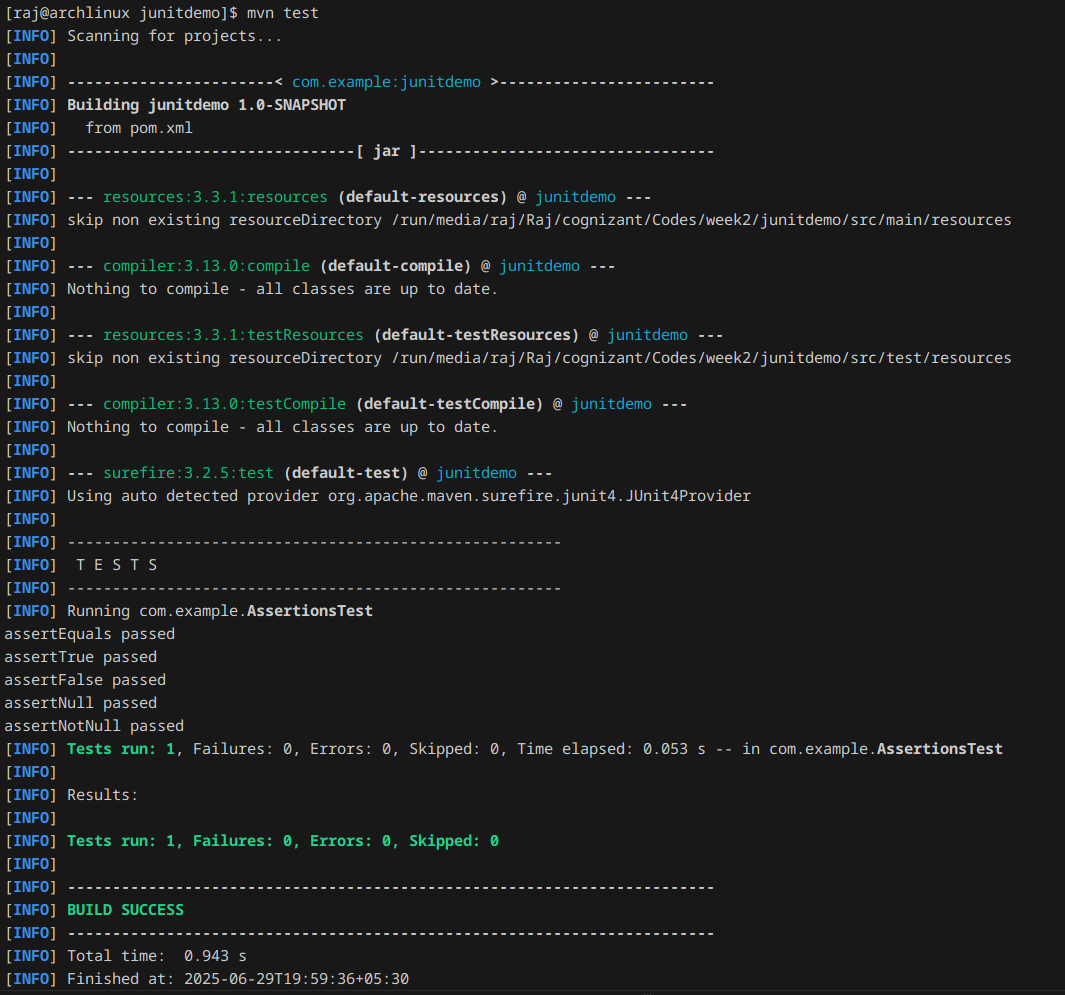 [raj@archlinux junitdemo]$ mvn test
[INFO] Scanning for projects...
[INFO]
[INFO] -----------------------< com.example:junitdemo >------------------------
[INFO] Building junitdemo 1.0-SNAPSHOT
[INFO]   from pom.xml
[INFO] --------------------------------[ jar ]---------------------------------
[INFO]
[INFO] --- resources:3.3.1:resources (default-resources) @ junitdemo ---
[INFO] skip non existing resourceDirectory /run/media/raj/Raj/cognizant/Codes/week2/junitdemo/src/main/resources
[INFO]
[INFO] --- compiler:3.13.0:compile (default-compile) @ junitdemo ---
[INFO] Nothing to compile - all classes are up to date.
[INFO]
[INFO] --- resources:3.3.1:testResources (default-testResources) @ junitdemo ---
[INFO] skip non existing resourceDirectory /run/media/raj/Raj/cognizant/Codes/week2/junitdemo/src/test/resources
[INFO]
[INFO] --- compiler:3.13.0:testCompile (default-testCompile) @ junitdemo ---
[INFO] Nothing to compile - all classes are up to date.
[INFO]
[INFO] --- surefire:3.2.5:test (default-test) @ junitdemo ---
[INFO] Using auto detected provider org.apache.maven.surefire.junit4.JUnit4Provider
[INFO]
[INFO] -------------------------------------------------------
[INFO]  T E S T S
[INFO] -------------------------------------------------------
[INFO] Running com.example.AssertionsTest
assertEquals passed
assertTrue passed
assertFalse passed
assertNull passed
assertNotNull passed
[INFO] Tests run: 1, Failures: 0, Errors: 0, Skipped: 0, Time elapsed: 0.053 s -- in com.example.AssertionsTest
[INFO]
[INFO] Results:
[INFO]
[INFO] Tests run: 1, Failures: 0, Errors: 0, Skipped: 0
[INFO]
[INFO] ------------------------------------------------------------------------
[INFO] BUILD SUCCESS
[INFO] ------------------------------------------------------------------------
[INFO] Total time:  0.943 s
[INFO] Finished at: 2025-06-29T19:59:36+05:30